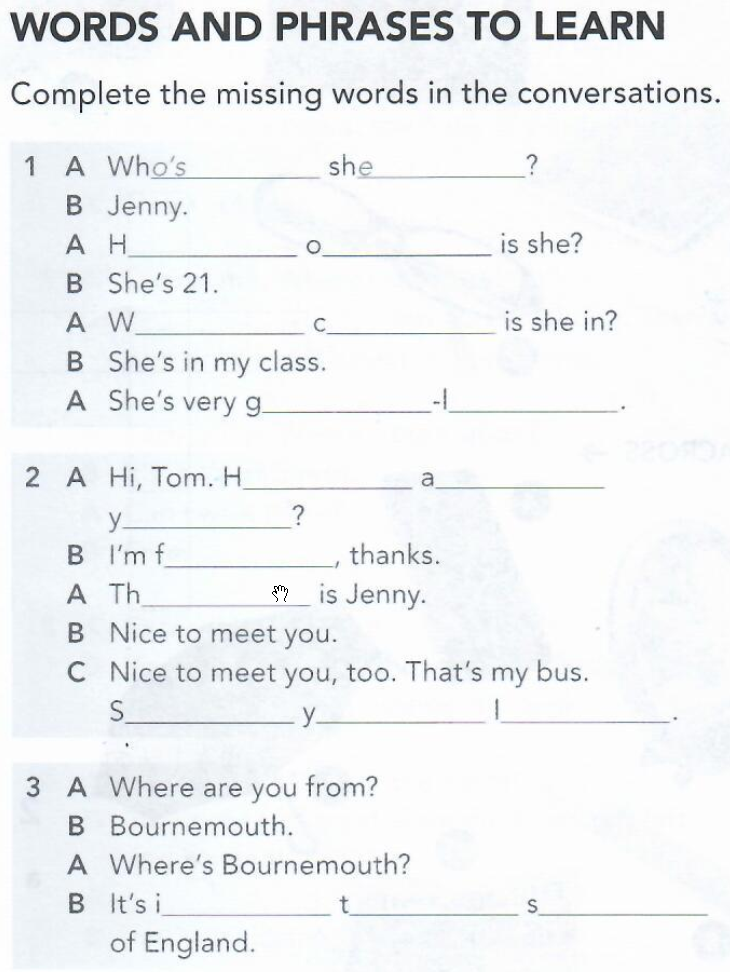 WORDS AND PHRASES TO LEARN
Complete the missing words in the conversations.
1 A Who's__________ she__________?
B Jenny.
A H__________ o__________ is she?
B She's 21.
A W__________ c__________ is she in?
B She's in my class.
A She's very g__________-l__________.
2 A Hi, Tom. H__________ a__________
y__________?
B I'm f__________, thanks.
A Th__________ is Jenny.
B Nice to meet you.
C Nice to meet you, too. That's my bus.
S__________ y__________ l__________.
3 A Where are you from?
B Bournemouth.
A Where's Bournemouth?
B It's i__________ t__________ s__________
of England.